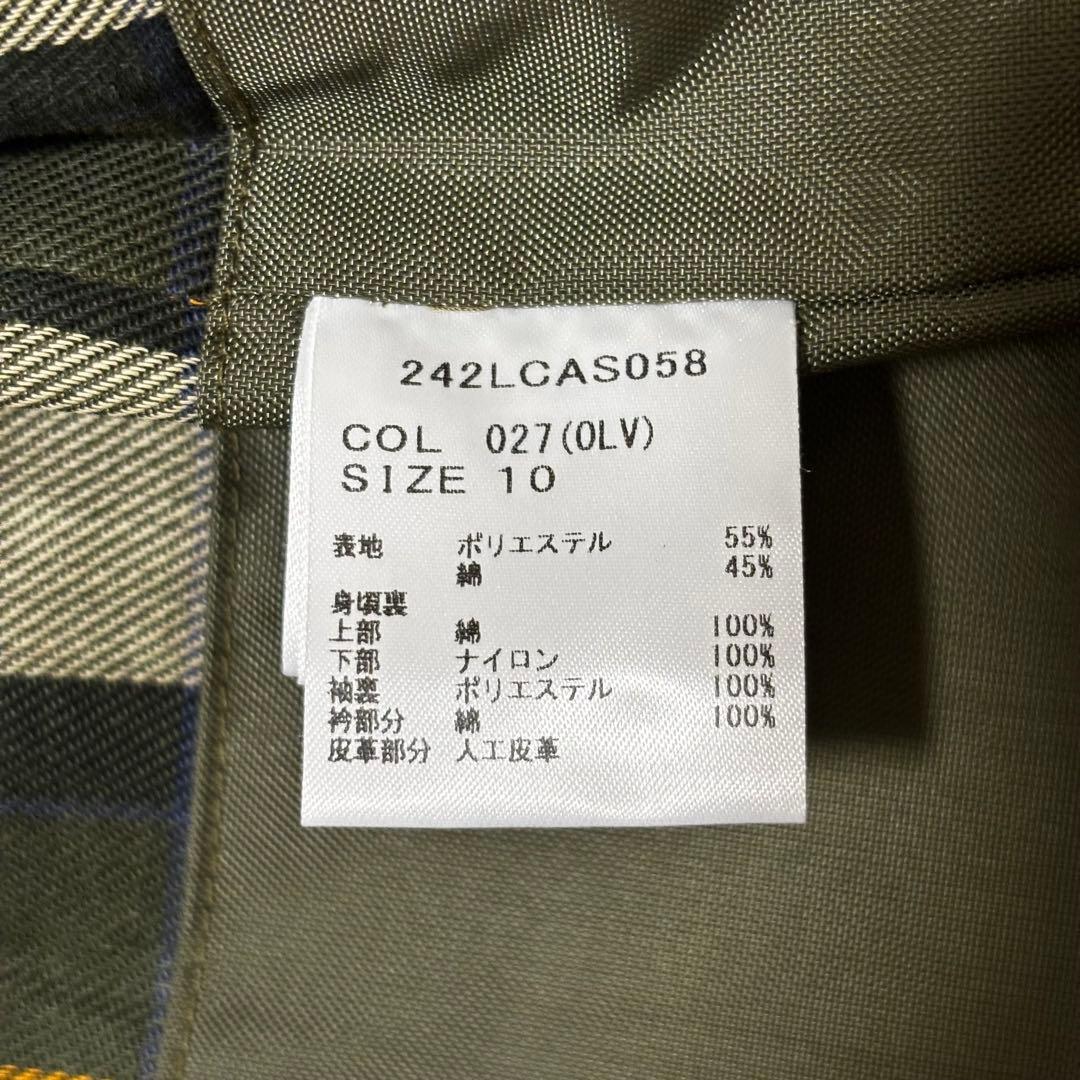 242LCAS058
COL 027(OLV)
SIZE 10
表地 ポリエステル 55%
綿 45%
身頃裏
上部 綿 100%
下部 ナイロン 100%
袖裏 ポリエステル 100%
衿部分 綿 100%
皮革部分 人工皮革